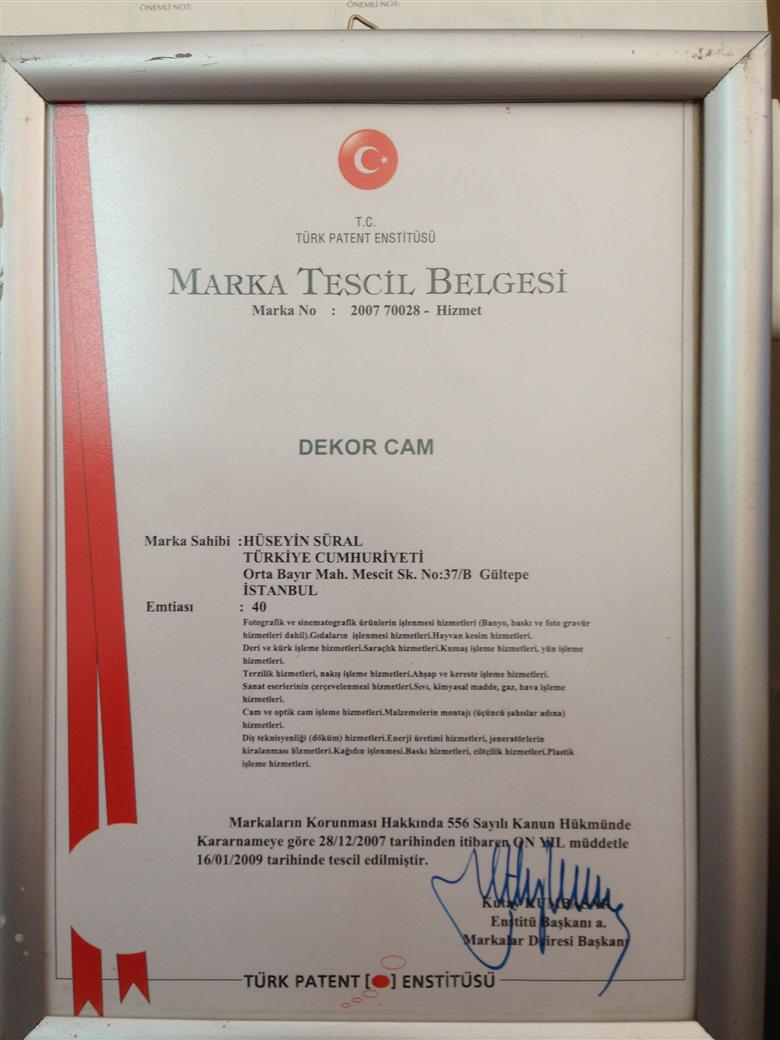 ÖNEMLİ NOT: ÖNEMLİ NOT:
T.C.
TÜRK PATENT ENSTİTÜSÜ
MARKA TESCİL BELGESİ
Marka No : 2007 70028 - Hizmet
DEKOR CAM
Marka Sahibi :HÜSEYİN SÜRAL
TÜRKİYE CUMHURİYETİ
Orta Bayır Mah. Mescit Sk. No:37/B Gültepe
İSTANBUL
Emtiası : 40
Fotografik ve sinematografik ürünlerin işlenmesi hizmetleri (Banyo, baskı ve foto gravür
hizmetleri dahil).Gıdaların işlenmesi hizmetleri.Hayvan kesim hizmetleri.
Deri ve kürk işleme hizmetleri.Saraçlık hizmetleri.Kumaş işleme hizmetleri, yün işleme
hizmetleri.
Terzilik hizmetleri, nakış işleme hizmetleri.Ahşap ve kereste işleme hizmetleri.
Sanat eserlerinin çerçevelenmesi hizmetleri.Sıvı, kimyasal madde, gaz, hava işleme
hizmetleri.
Cam ve optik cam işleme hizmetleri.Malzemelerin montajı (üçüncü şahıslar adına)
hizmetleri.
Diş teknisyenliği (döküm) hizmetleri.Enerji üretimi hizmetleri, jeneratörlerin
kiralanması hizmetleri.Kağıdın işlenmesi.Baskı hizmetleri, ciltçilik hizmetleri.Plastik
işleme hizmetleri.
Markaların Korunması Hakkında 556 Sayılı Kanun Hükmünde
Kararnameye göre 28/12/2007 tarihinden itibaren ON YIL müddetle
16/01/2009 tarihinde tescil edilmiştir.
KUMBASAR
Enstitü Başkanı a.
Markalar Dairesi Başkanı
TÜRK PATENT [ ] ENSTİTÜSÜ